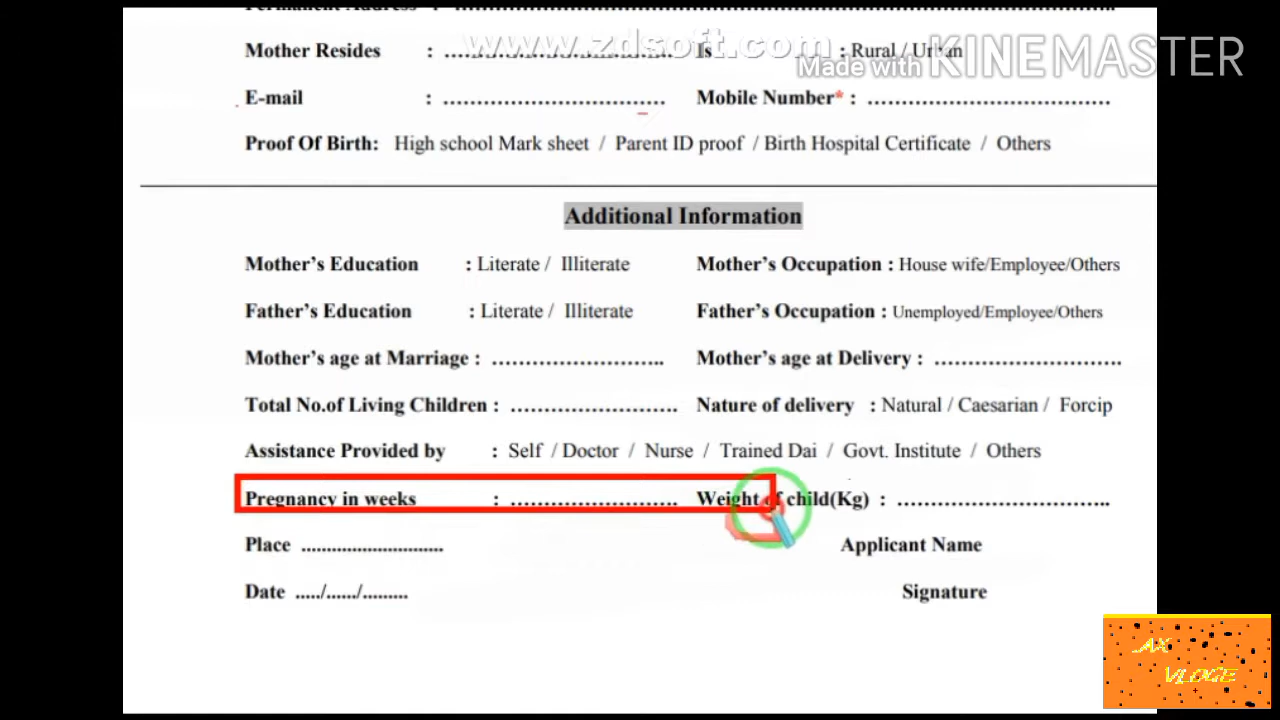 Permanent Address : ........................................................................
Mother Resides : ............................. Is : Rural / Urban
www.zdsoft.com
Made with KINEMASTER
E-mail : ............................. Mobile Number* : ...................................
Proof Of Birth: High school Mark sheet / Parent ID proof / Birth Hospital Certificate / Others
Additional Information
Mother's Education : Literate / Illiterate Mother's Occupation : House wife/Employee/Others
Father's Education : Literate / Illiterate Father's Occupation : Unemployed/Employee/Others
Mother's age at Marriage : .......................... Mother's age at Delivery : ............................
Total No.of Living Children : ......................... Nature of delivery : Natural / Caesarian / Forcip
Assistance Provided by : Self / Doctor / Nurse / Trained Dai / Govt. Institute / Others
Pregnancy in weeks : ......................... Weight of child(Kg) : ................................
Place ............................ Applicant Name
Date ...../....../......... Signature
AX
VLOGE